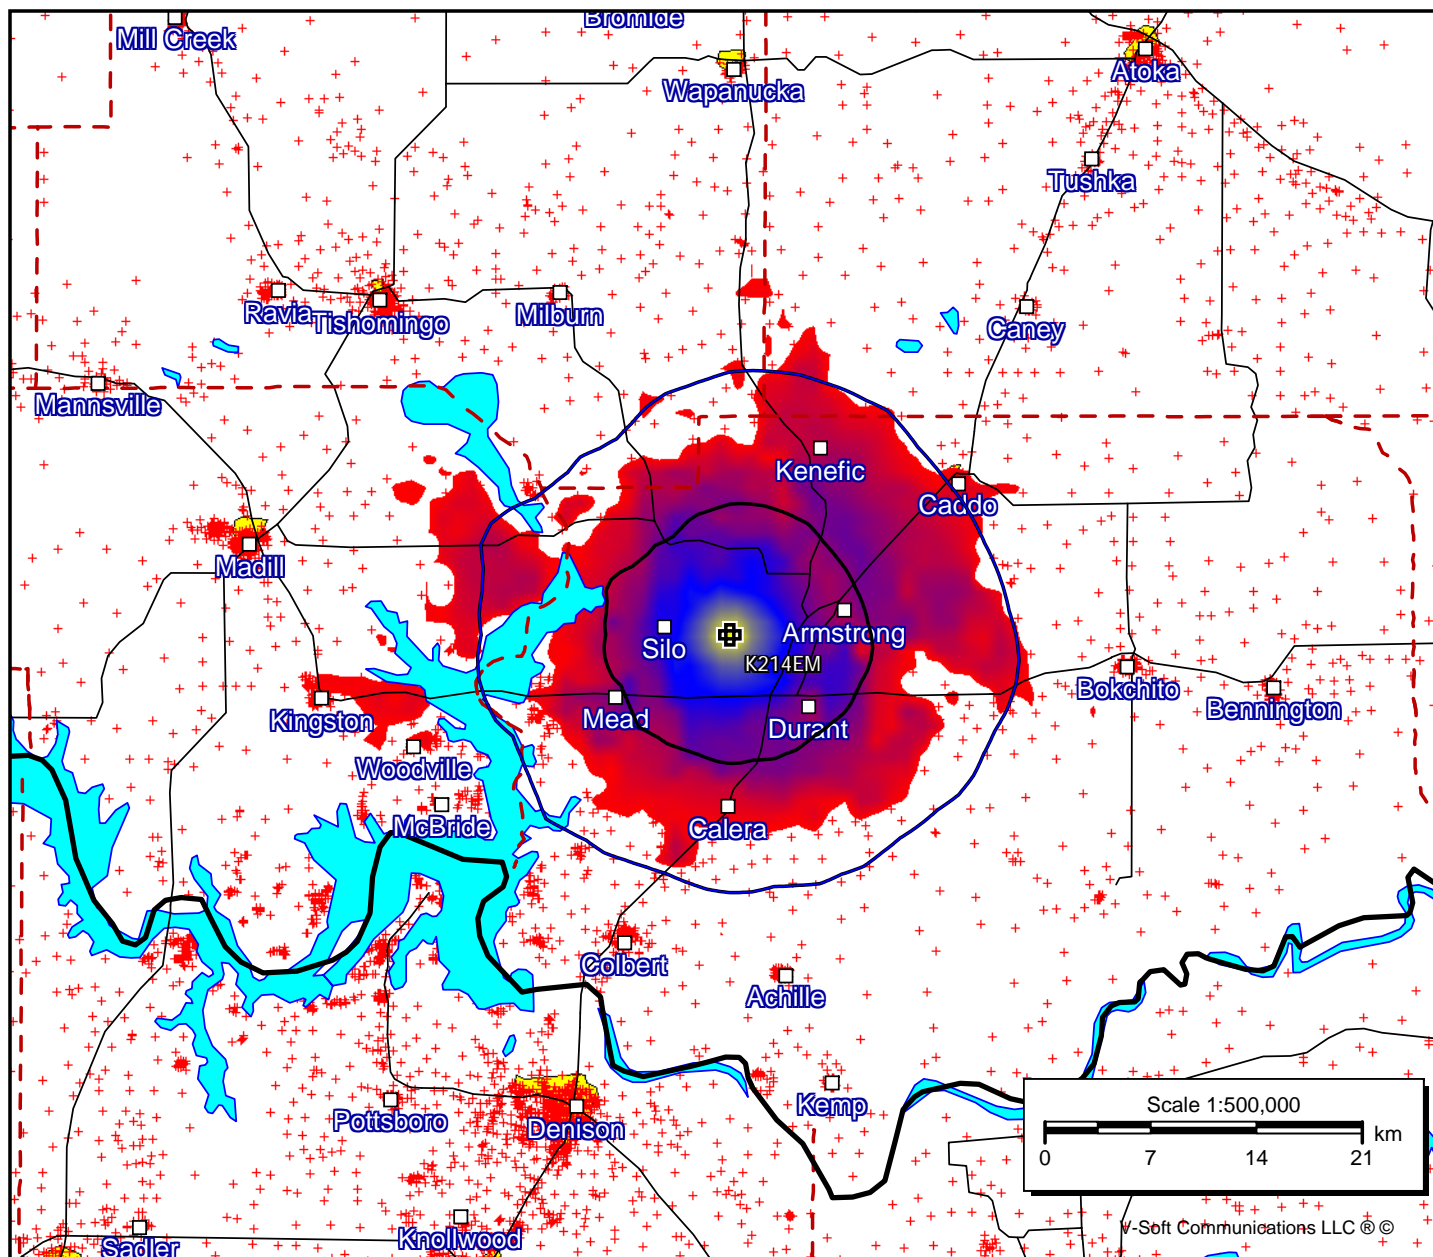 Bromide
Mill Creek
Atoka
Wapanucka
Tushka
Ravia
Tishomingo
Milburn
Caney
Mannsville
Kenefic
Caddo
Madill
Armstrong
Silo
K214EM
Bokchito
Bennington
Kingston
Mead
Durant
Woodville
McBride
Calera
Colbert
Achille
Kemp
Pottsboro
Denison
Scale 1:500,000
km
0 7 14 21
Knollwood
Sadler
V-Soft Communications LLC ® ©